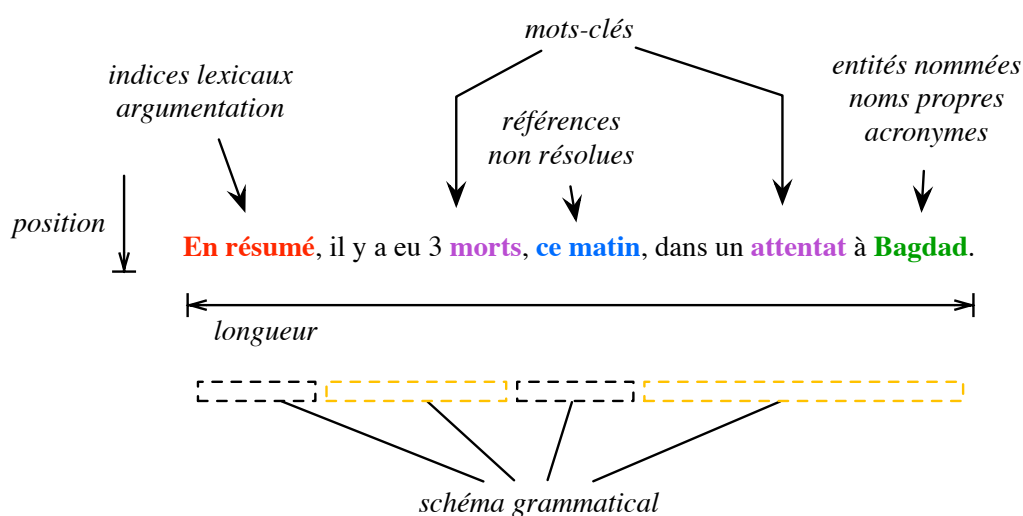 mots-clés
indices lexicaux
argumentation
entités nommées
noms propres
acronymes
références
non résolues
position
En résumé, il y a eu 3 morts, ce matin, dans un attentat à Bagdad.
longueur
schéma grammatical